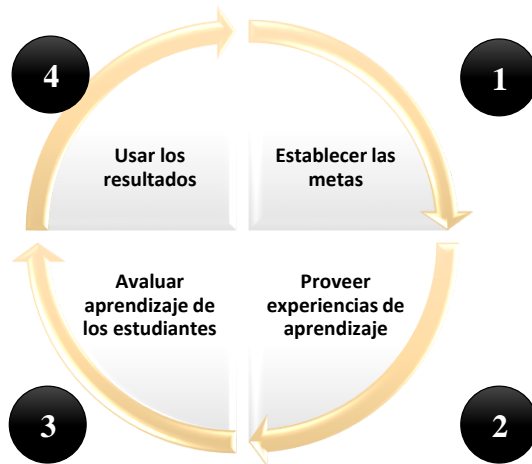 4
1
Usar los
resultados
Establecer las
metas
Avaluar
aprendizaje de
los estudiantes
Proveer
experiencias de
aprendizaje
3
2